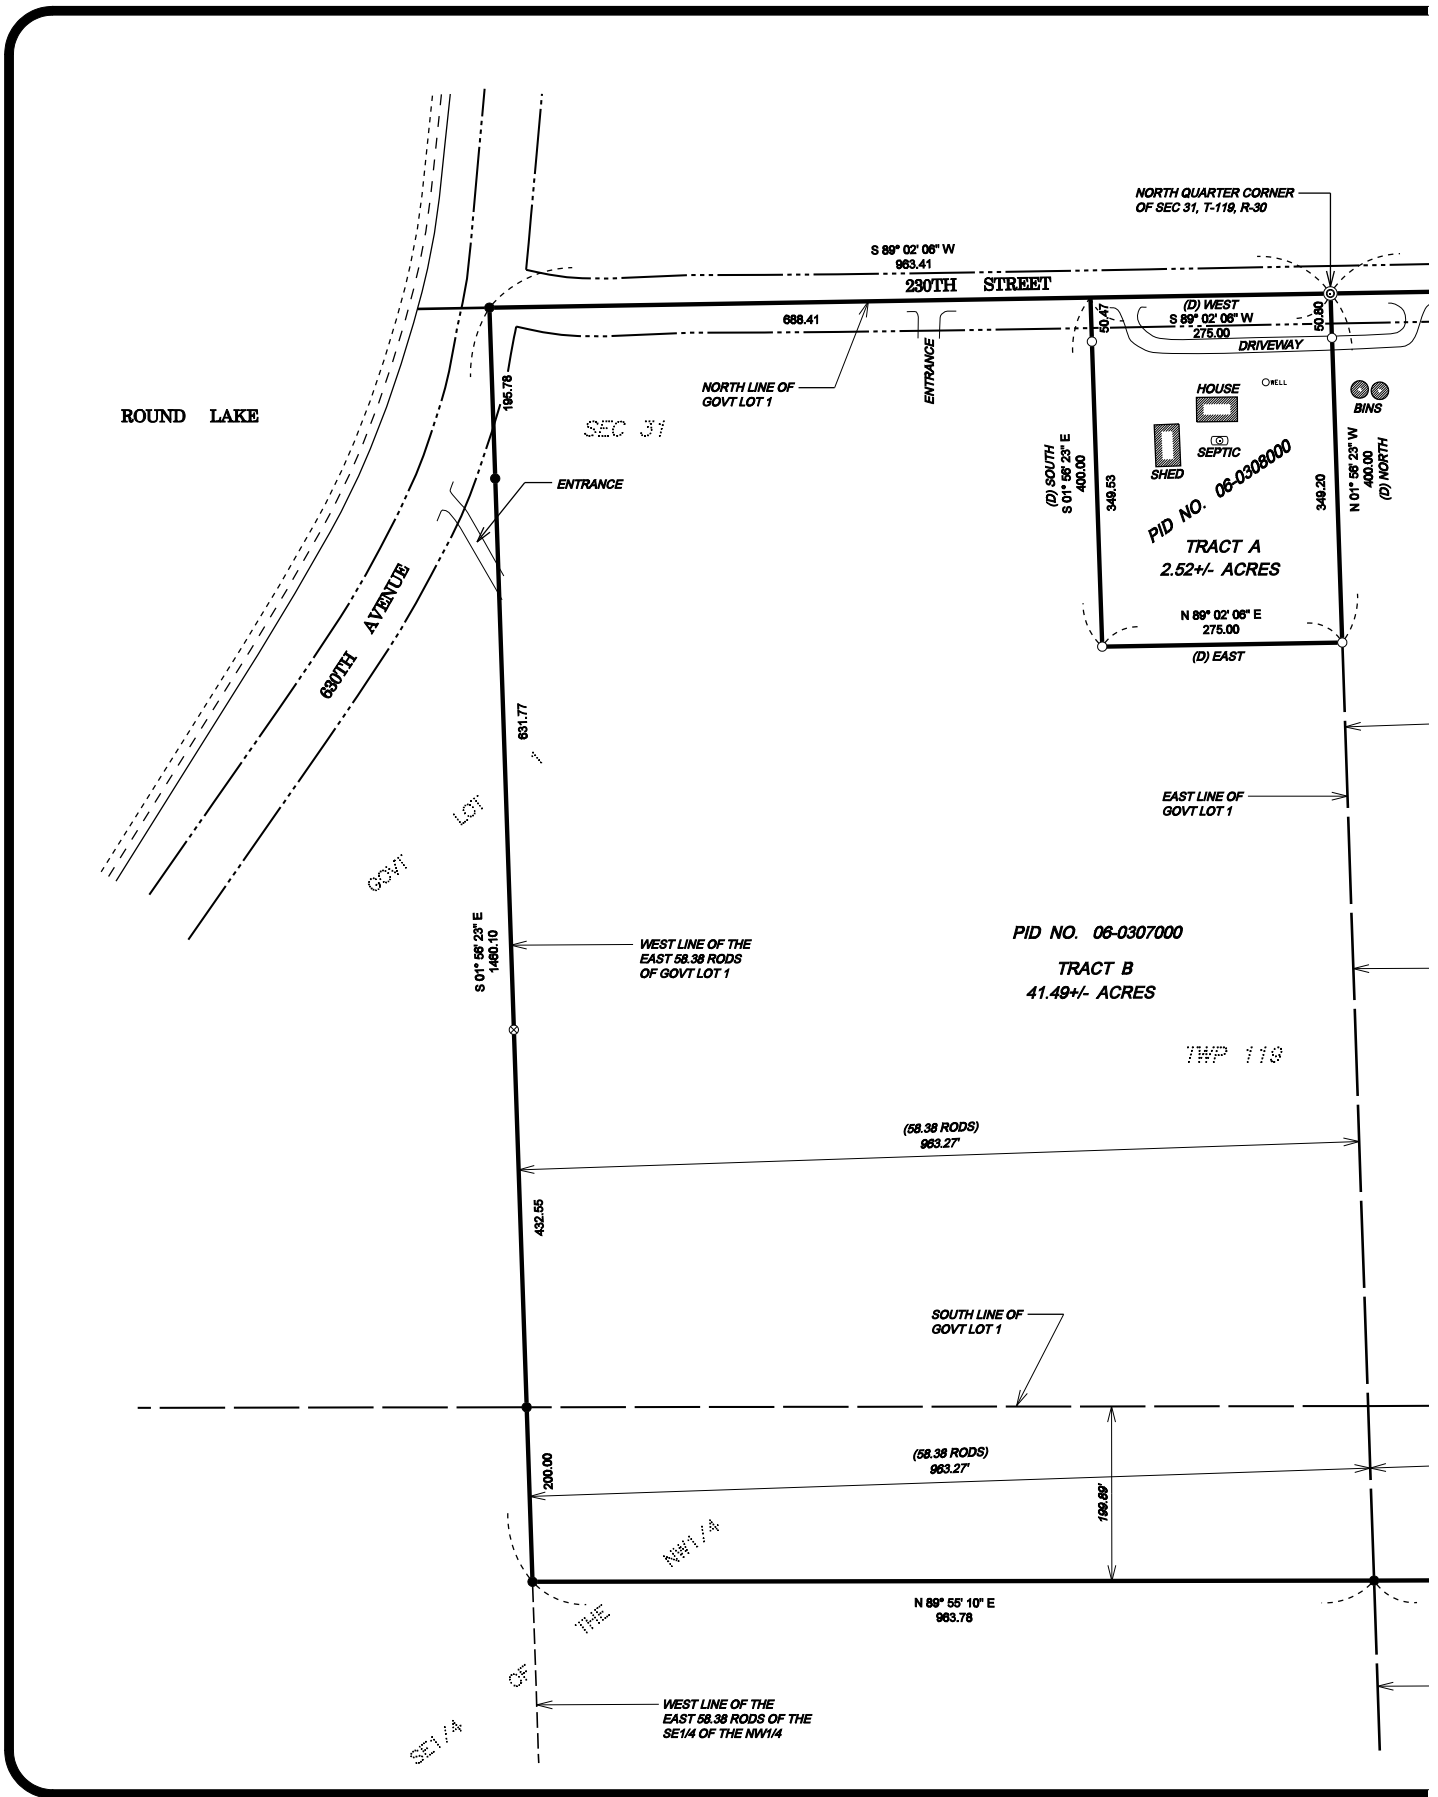 NORTH QUARTER CORNER
OF SEC 31, T-119, R-30
S 89° 02' 06" W
963.41
230TH STREET
688.41
(D) WEST
S 89° 02' 06" W
275.00
50.47
50.80
DRIVEWAY
ENTRANCE
NORTH LINE OF
GOVT LOT 1
195.78
ROUND LAKE
SEC 31
ENTRANCE
HOUSE
WELL
BINS
SEPTIC
SHED
PID NO. 06-0308000
(D) SOUTH
S 01° 56' 23" E
400.00
349.53
349.20
N 01° 56' 23" W
400.00
(D) NORTH
TRACT A
2.52+/- ACRES
N 89° 02' 06" E
275.00
(D) EAST
630TH AVENUE
631.77
GOVT LOT 1
EAST LINE OF
GOVT LOT 1
S 01° 56' 23" E
1460.10
WEST LINE OF THE
EAST 58.38 RODS
OF GOVT LOT 1
PID NO. 06-0307000
TRACT B
41.49+/- ACRES
TWP 119
(58.38 RODS)
963.27'
432.55
SOUTH LINE OF
GOVT LOT 1
200.00
(58.38 RODS)
963.27'
199.89'
N 89° 55' 10" E
963.78
SE1/4 OF THE NW1/4
WEST LINE OF THE
EAST 58.38 RODS OF THE
SE1/4 OF THE NW1/4